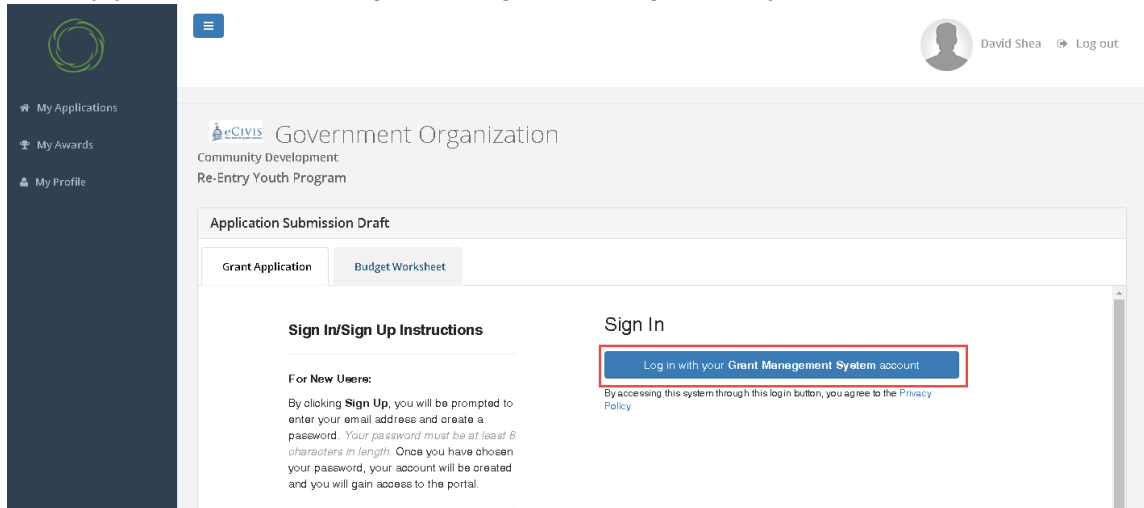 David Shea Log out
My Applications
My Awards
My Profile
eCIVIS Government Organization
Community Development
Re-Entry Youth Program
Application Submission Draft
Grant Application Budget Worksheet
Sign In/Sign Up Instructions
For New Users:
By clicking Sign Up, you will be prompted to
enter your email address and create a
password. Your password must be at least 8
characters in length. Once you have chosen
your password, your account will be created
and you will gain access to the portal.
Sign In
Log in with your Grant Management System account
By accessing this system through this login button, you agree to the Privacy
Policy